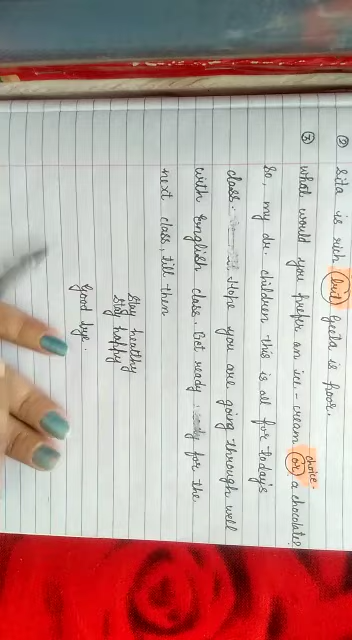 ② Sita is rich but geeta is poor.
choice.
③ What would you prefer an ice-cream or a chocolate?
So, my dr. children this is all for today's
class. Hope you are going through well
with English class. Get ready for the
next class, till then
Stay healthy
Stay happy
Good bye